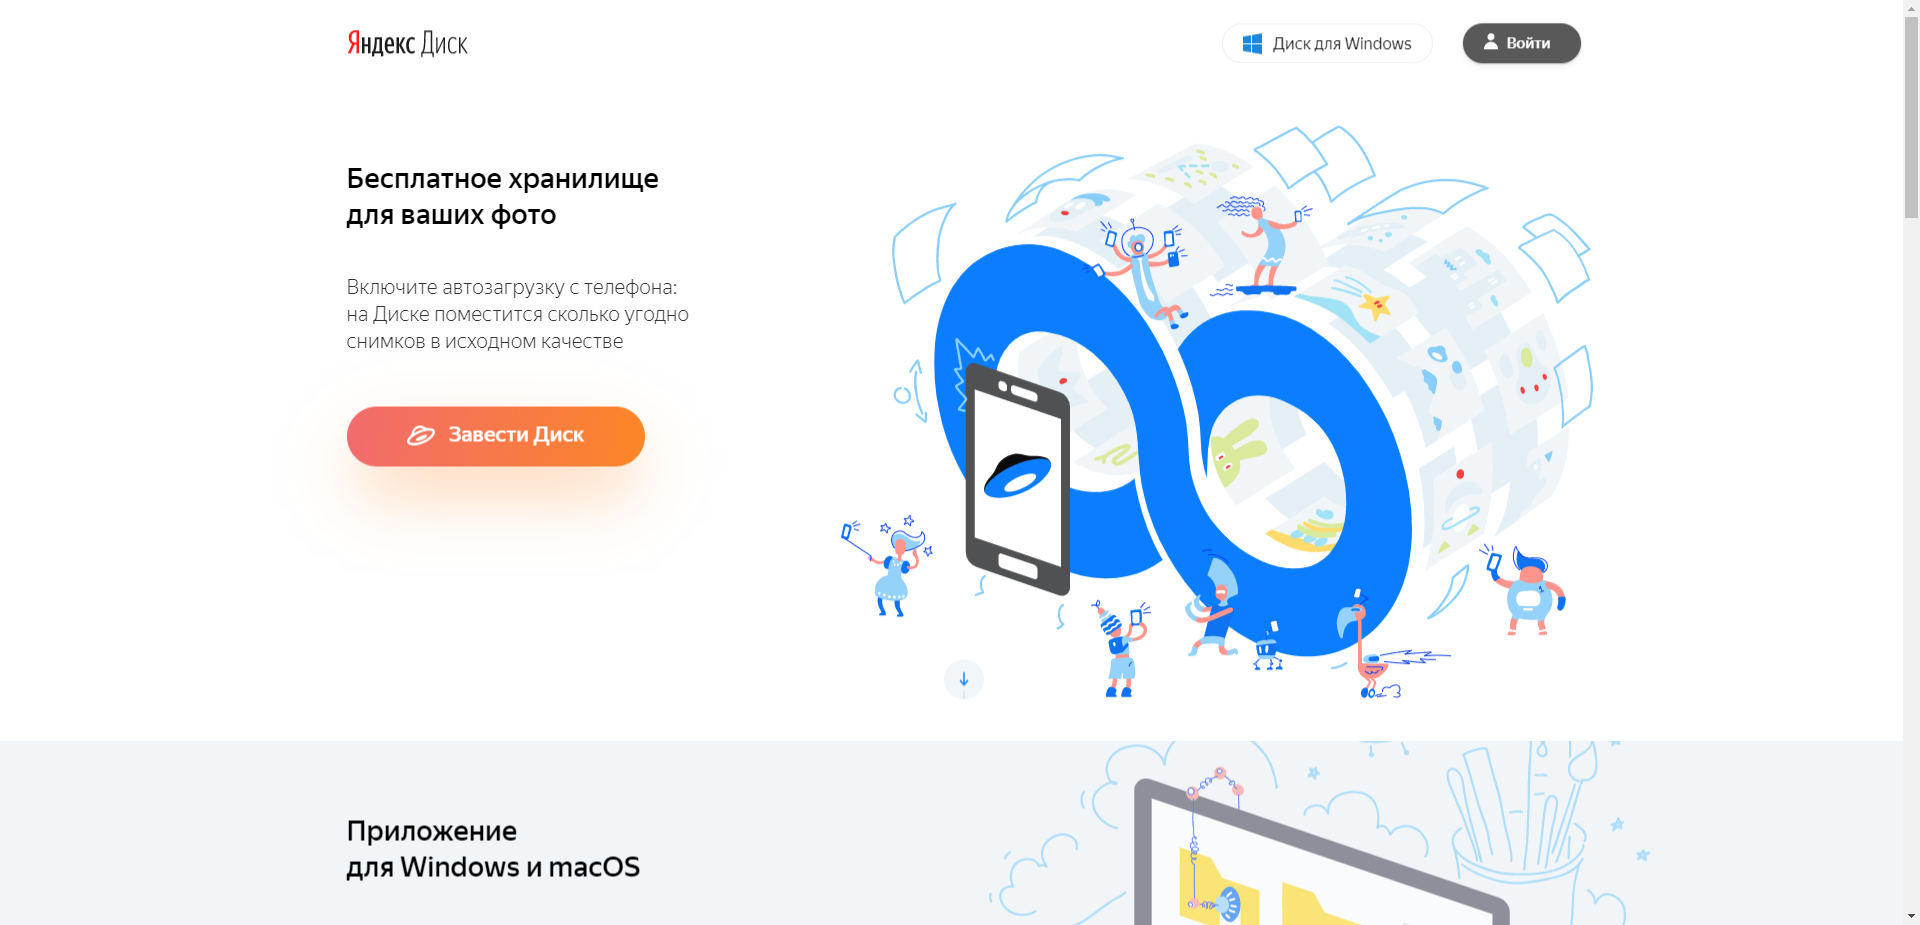 Яндекс Диск
Диск для Windows
Войти
Бесплатное хранилище
для ваших фото
Включите автозагрузку с телефона:
на Диске поместится сколько угодно
снимков в исходном качестве
Завести Диск
Приложение
для Windows и macOS